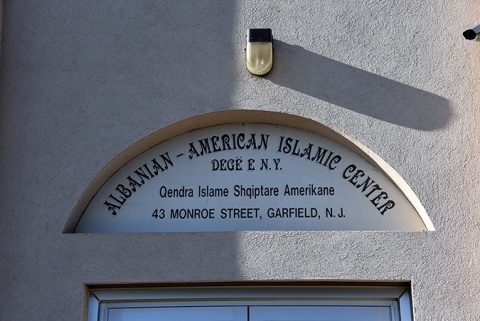 ALBANIAN - AMERICAN ISLAMIC CENTER
DEGË E N.Y.
Qendra Islame Shqiptare Amerikane
43 MONROE STREET, GARFIELD, N.J.